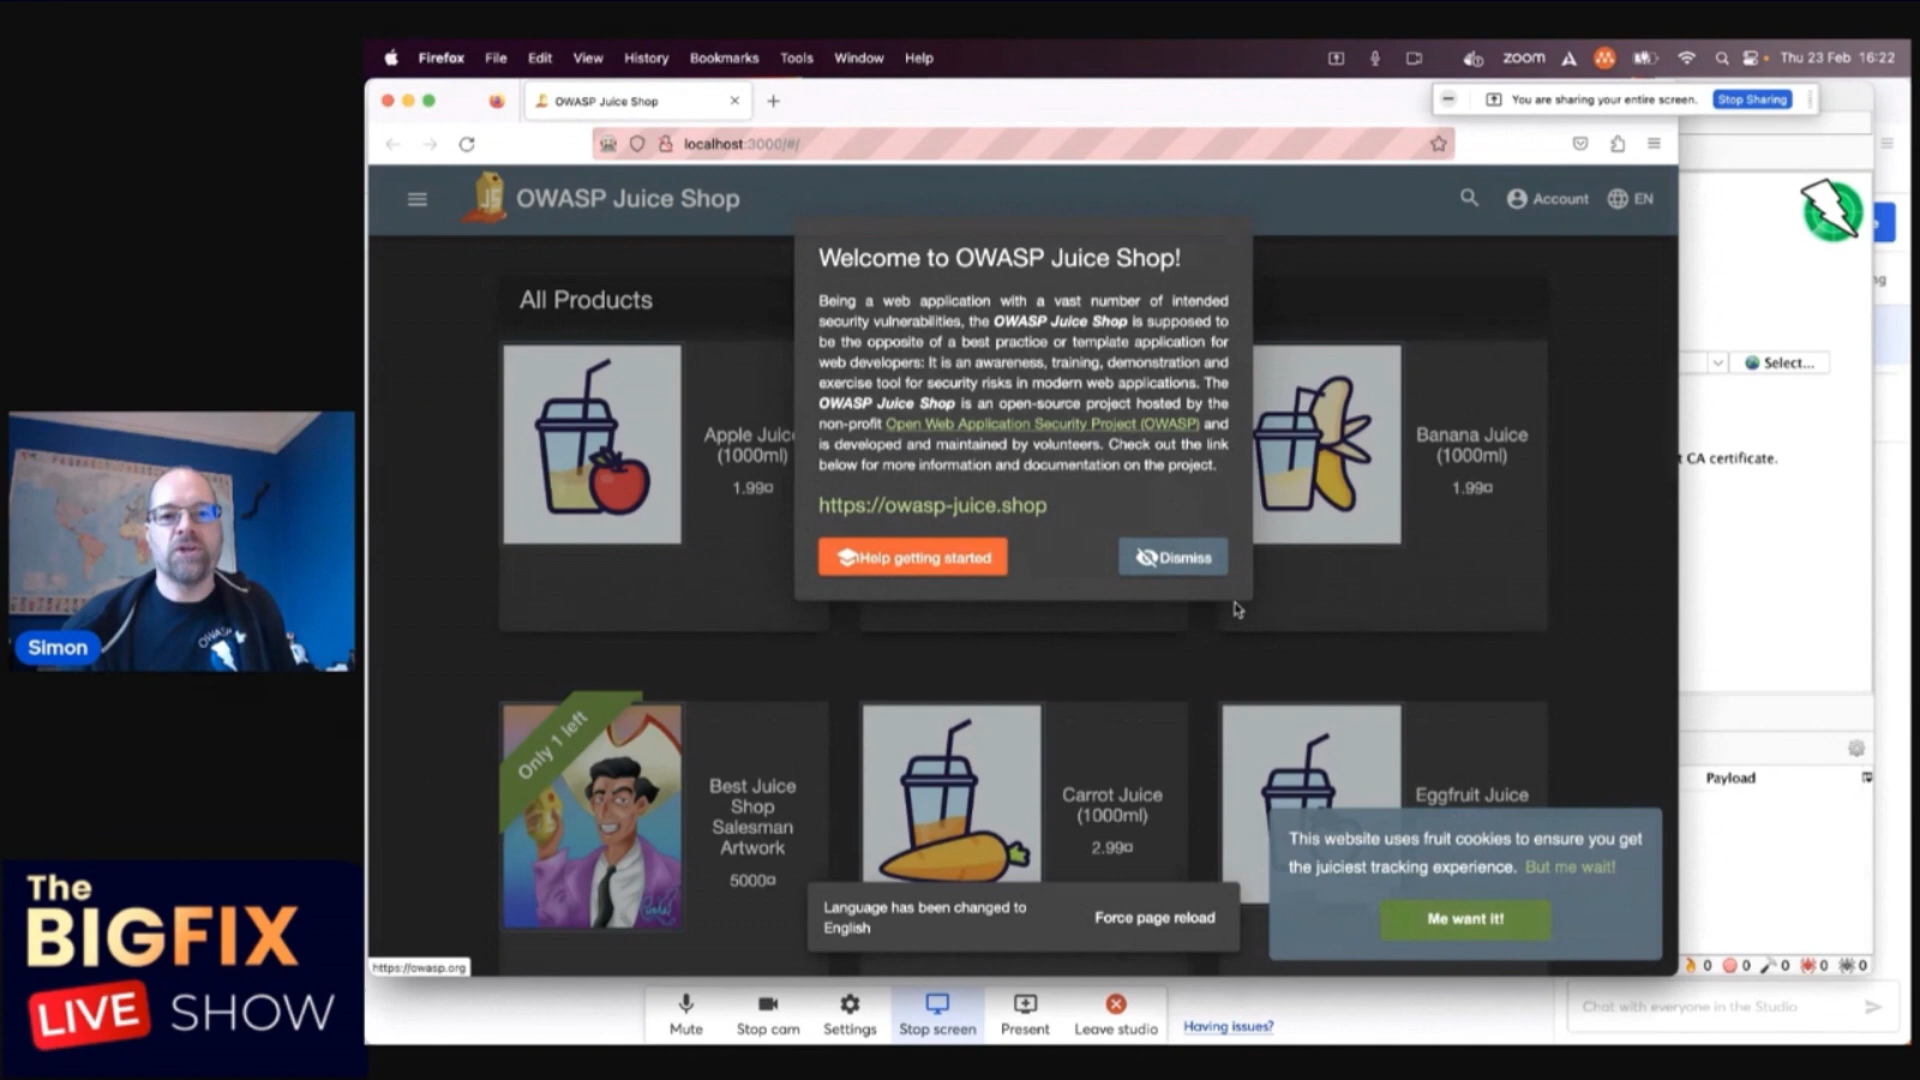 Firefox File Edit View History Bookmarks Tools Window Help
zoom
Thu 23 Feb 16:22
OWASP Juice Shop
You are sharing your entire screen.
Stop Sharing
localhost:3000/#/
OWASP Juice Shop
Account
EN
All Products
Welcome to OWASP Juice Shop!
Being a web application with a vast number of intended
security vulnerabilities, the OWASP Juice Shop is supposed to
be the opposite of a best practice or template application for
web developers: It is an awareness, training, demonstration and
exercise tool for security risks in modern web applications. The
OWASP Juice Shop is an open-source project hosted by the
non-profit Open Web Application Security Project (OWASP) and
is developed and maintained by volunteers. Check out the link
below for more information and documentation on the project.
https://owasp-juice.shop
Help getting started
Dismiss
Apple Juice
(1000ml)
1.99¤
Banana Juice
(1000ml)
1.99¤
Select...
CA certificate.
Only 1 left
Best Juice
Shop
Salesman
Artwork
5000¤
Carrot Juice
(1000ml)
2.99¤
Eggfruit Juice
Payload
This website uses fruit cookies to ensure you get
the juiciest tracking experience. But me wait!
Me want it!
Language has been changed to
English
Force page reload
https://owasp.org
0 0 0 0 0
Mute
Stop cam
Settings
Stop screen
Present
Leave studio
Having issues?
Chat with everyone in the Studio
OWASP
Simon
The
BIGFIX
LIVE SHOW